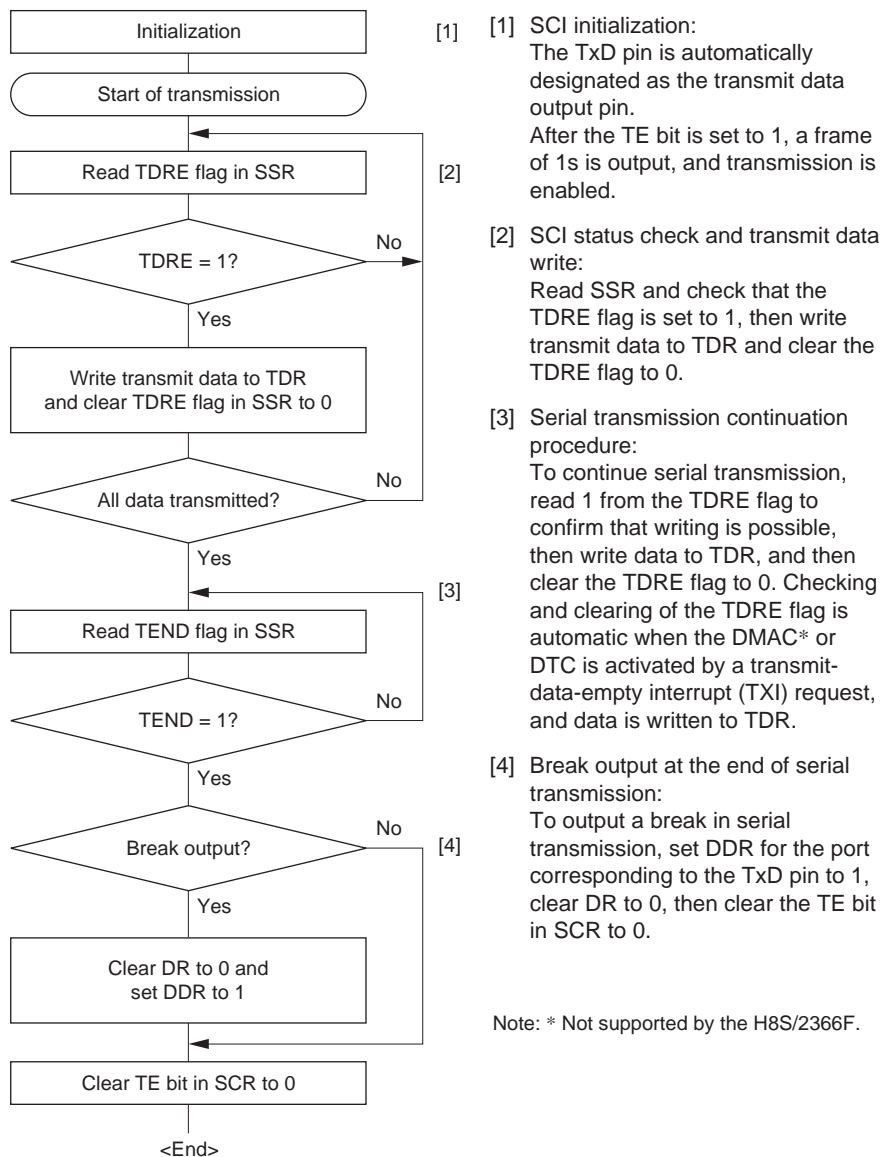 Initialization
[1]
Start of transmission
Read TDRE flag in SSR
[2]
TDRE = 1?
No
Yes
Write transmit data to TDR
and clear TDRE flag in SSR to 0
All data transmitted?
No
Yes
[3]
Read TEND flag in SSR
TEND = 1?
No
Yes
Break output?
No
[4]
Yes
Clear DR to 0 and
set DDR to 1
Clear TE bit in SCR to 0
<End>
[1] SCI initialization:
The TxD pin is automatically
designated as the transmit data
output pin.
After the TE bit is set to 1, a frame
of 1s is output, and transmission is
enabled.
[2] SCI status check and transmit data
write:
Read SSR and check that the
TDRE flag is set to 1, then write
transmit data to TDR and clear the
TDRE flag to 0.
[3] Serial transmission continuation
procedure:
To continue serial transmission,
read 1 from the TDRE flag to
confirm that writing is possible,
then write data to TDR, and then
clear the TDRE flag to 0. Checking
and clearing of the TDRE flag is
automatic when the DMAC* or
DTC is activated by a transmit-
data-empty interrupt (TXI) request,
and data is written to TDR.
[4] Break output at the end of serial
transmission:
To output a break in serial
transmission, set DDR for the port
corresponding to the TxD pin to 1,
clear DR to 0, then clear the TE bit
in SCR to 0.
Note: * Not supported by the H8S/2366F.